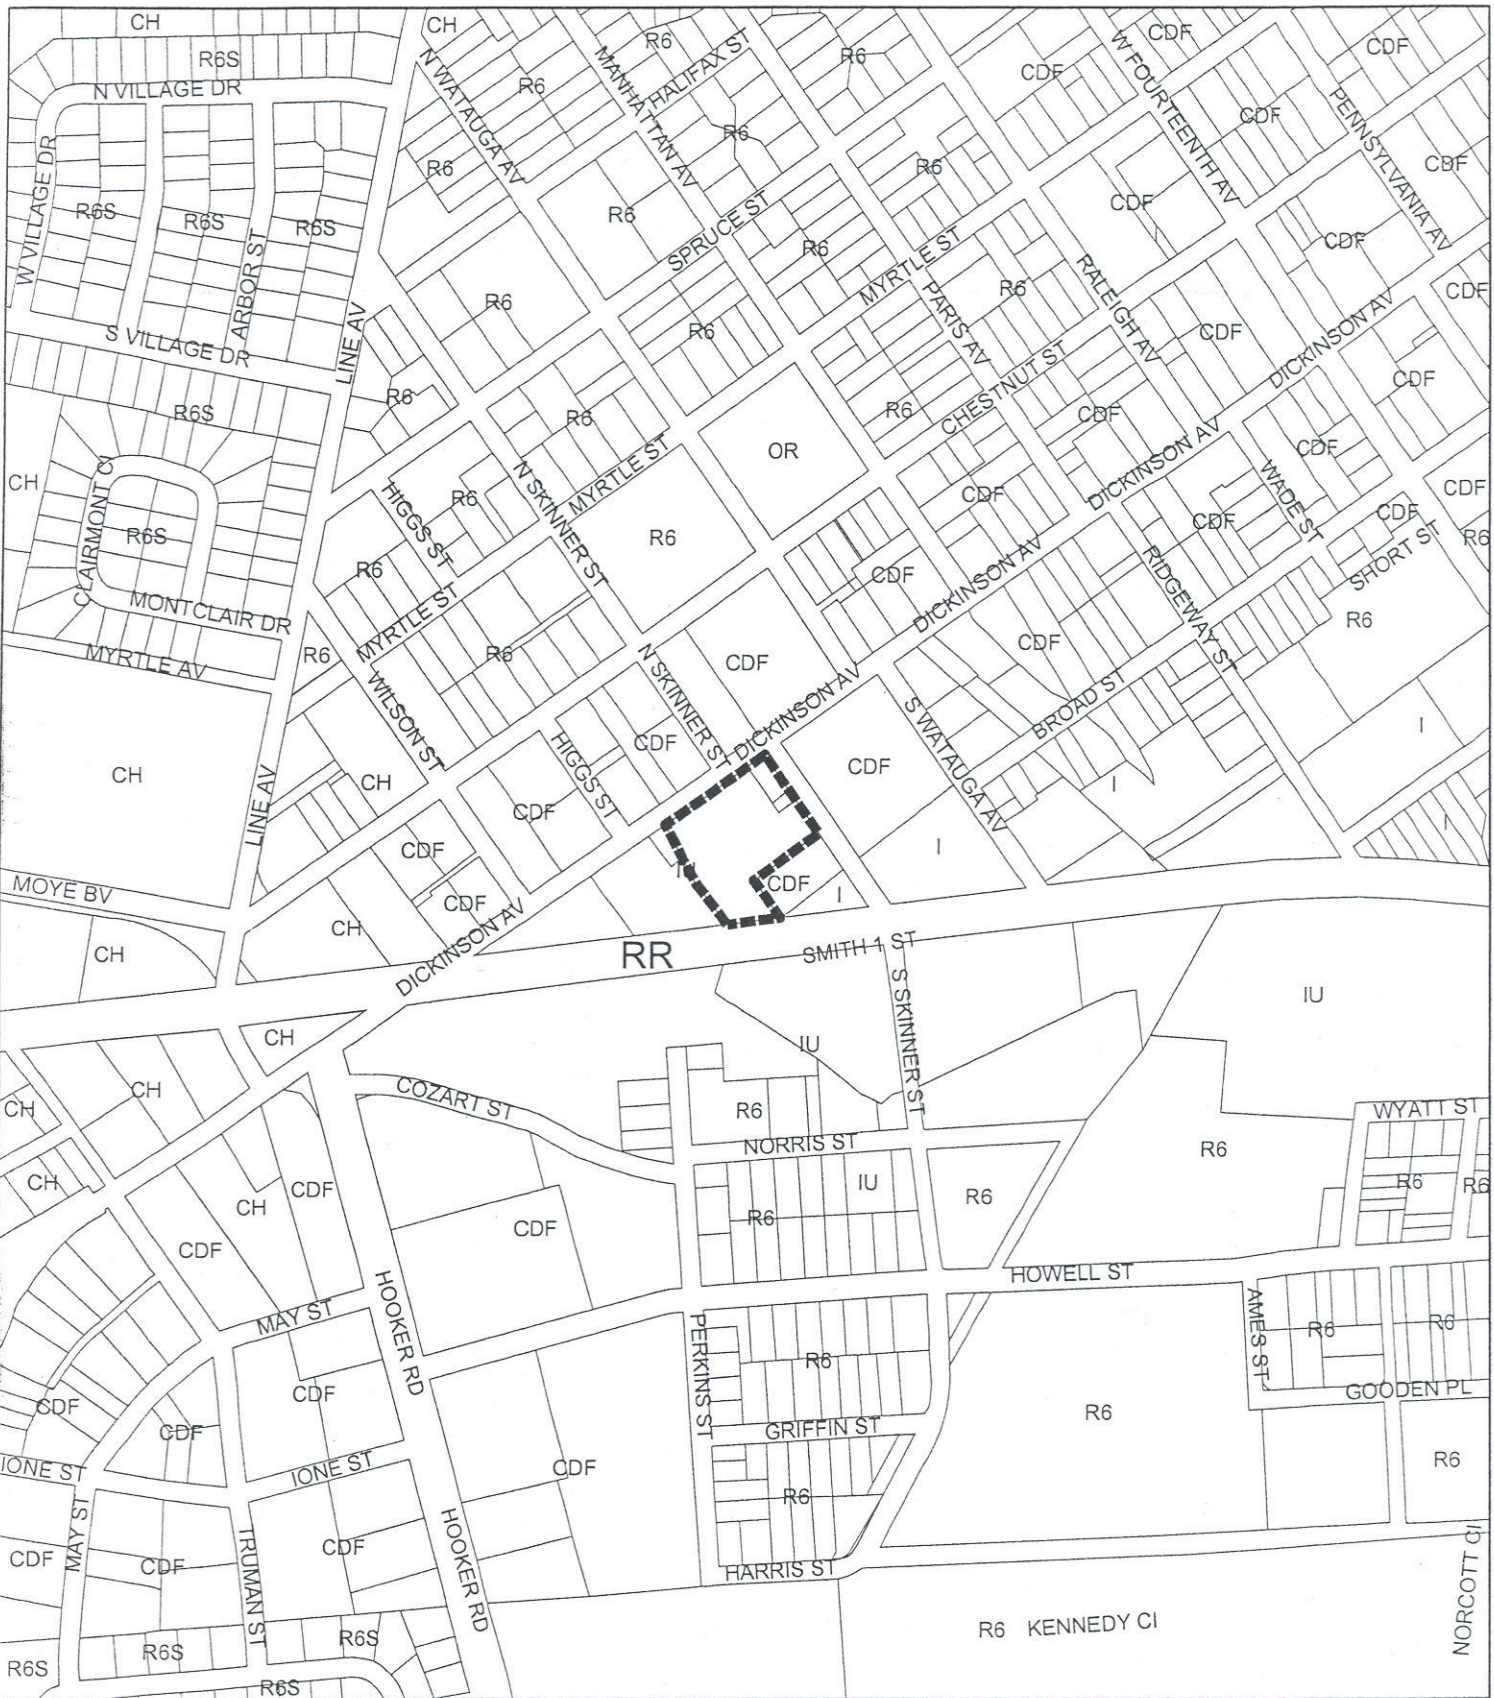 CH
CH
R6S
N VILLAGE DR
W VILLAGE DR
R6S
R6S
R6S
ARBOR ST
S VILLAGE DR
LINE AV
R6S
CH
CLAIRMONT CI
R6S
MONTCLAIR DR
MYRTLE AV
CH
LINE AV
MOYE BV
CH
N WATAUGA AV
R6
R6
R6
MANHATTAN AV
HALIFAX ST
R6
R6
R6
R6
SPRUCE ST
R6
R6
MYRTLE ST
R6
R6
R6
R6
HIGGS ST
R6
R6
N SKINNER ST
MYRTLE ST
R6
OR
R6
MYRTLE ST
R6
R6
WILSON ST
CH
CDF
W FOURTEENTH AV
CDF
CDF
CDF
PENNSYLVANIA AV
CDF
CDF
CDF
CDF
I
RALEIGH AV
PARIS AV
R6
CHESTNUT ST
CDF
DICKINSON AV
CDF
CDF
CDF
DICKINSON AV
CDF
WADE ST
CDF
CDF
CDF
SHORT ST
R6
R6
CDF
DICKINSON AV
CDF
RIDGEWAY ST
BROAD ST
I
I
I
N SKINNER ST
CDF
DICKINSON AV
CDF
S WATAUGA AV
I
CDF
HIGGS ST
CDF
CDF
CDF
DICKINSON AV
CH
CDF
I
RR
SMITH 1 ST
S SKINNER ST
IU
IU
CH
CH
CH
CH
CH
CDF
CDF
COZART ST
R6
NORRIS ST
IU
R6
R6
R6
WYATT ST
R6
R6
CDF
HOWELL ST
MAY ST
HOOKER RD
CDF
CDF
CDF
IONE ST
IONE ST
MAY ST
CDF
CDF
TRUMAN ST
CDF
CDF
HOOKER RD
PERKINS ST
R6
GRIFFIN ST
R6
HARRIS ST
R6
AMES ST
R6
R6
GOODEN PL
R6
R6S
R6S
R6S
R6S
R6 KENNEDY CI
NORCOTT CI